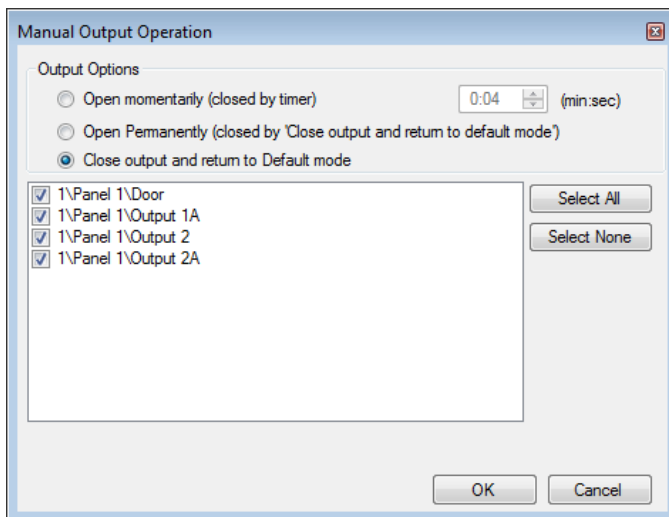 Manual Output Operation
Output Options
Open momentarily (closed by timer) 0:04 (min:sec)
Open Permanently (closed by 'Close output and return to default mode')
Close output and return to Default mode
1\Panel 1\Door
1\Panel 1\Output 1A
1\Panel 1\Output 2
1\Panel 1\Output 2A
Select All
Select None
OK Cancel